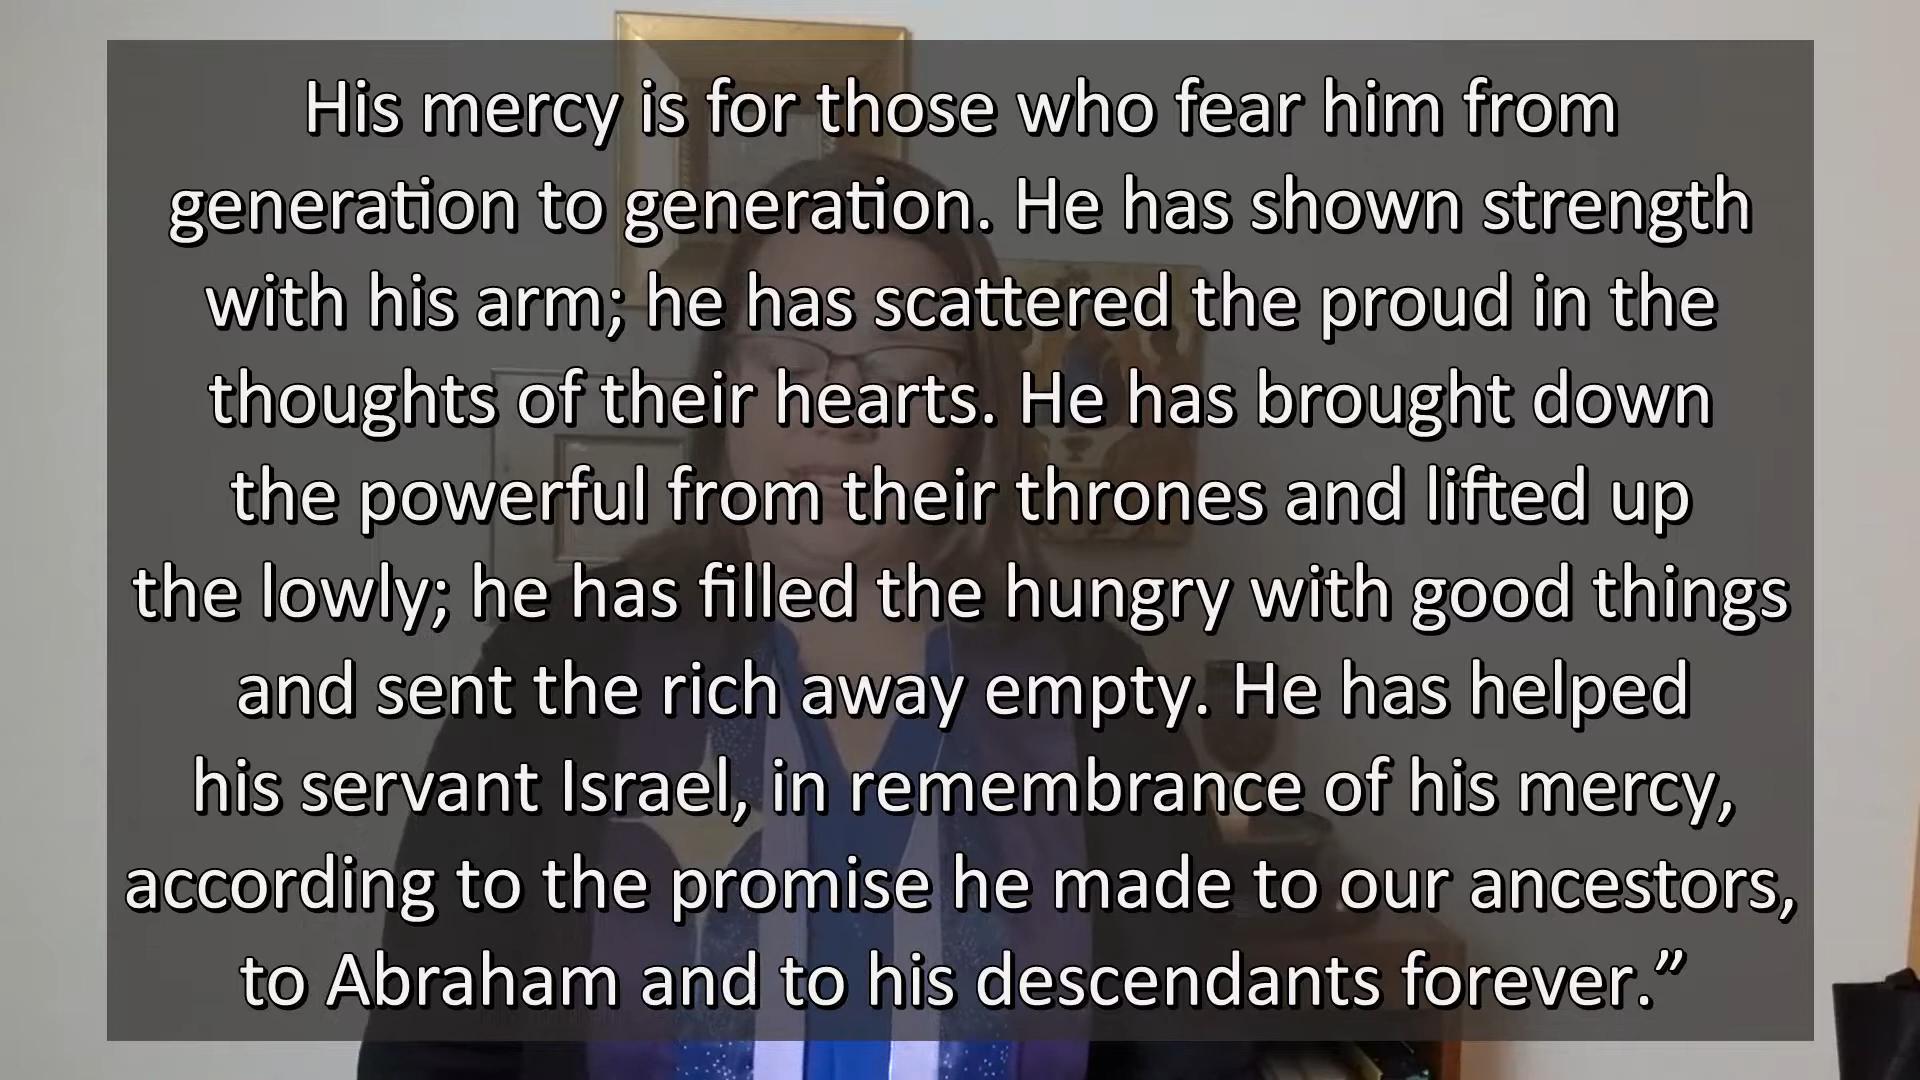 His mercy is for those who fear him from
generation to generation. He has shown strength
with his arm; he has scattered the proud in the
thoughts of their hearts. He has brought down
the powerful from their thrones and lifted up
the lowly; he has filled the hungry with good things
and sent the rich away empty. He has helped
his servant Israel, in remembrance of his mercy,
according to the promise he made to our ancestors,
to Abraham and to his descendants forever.”